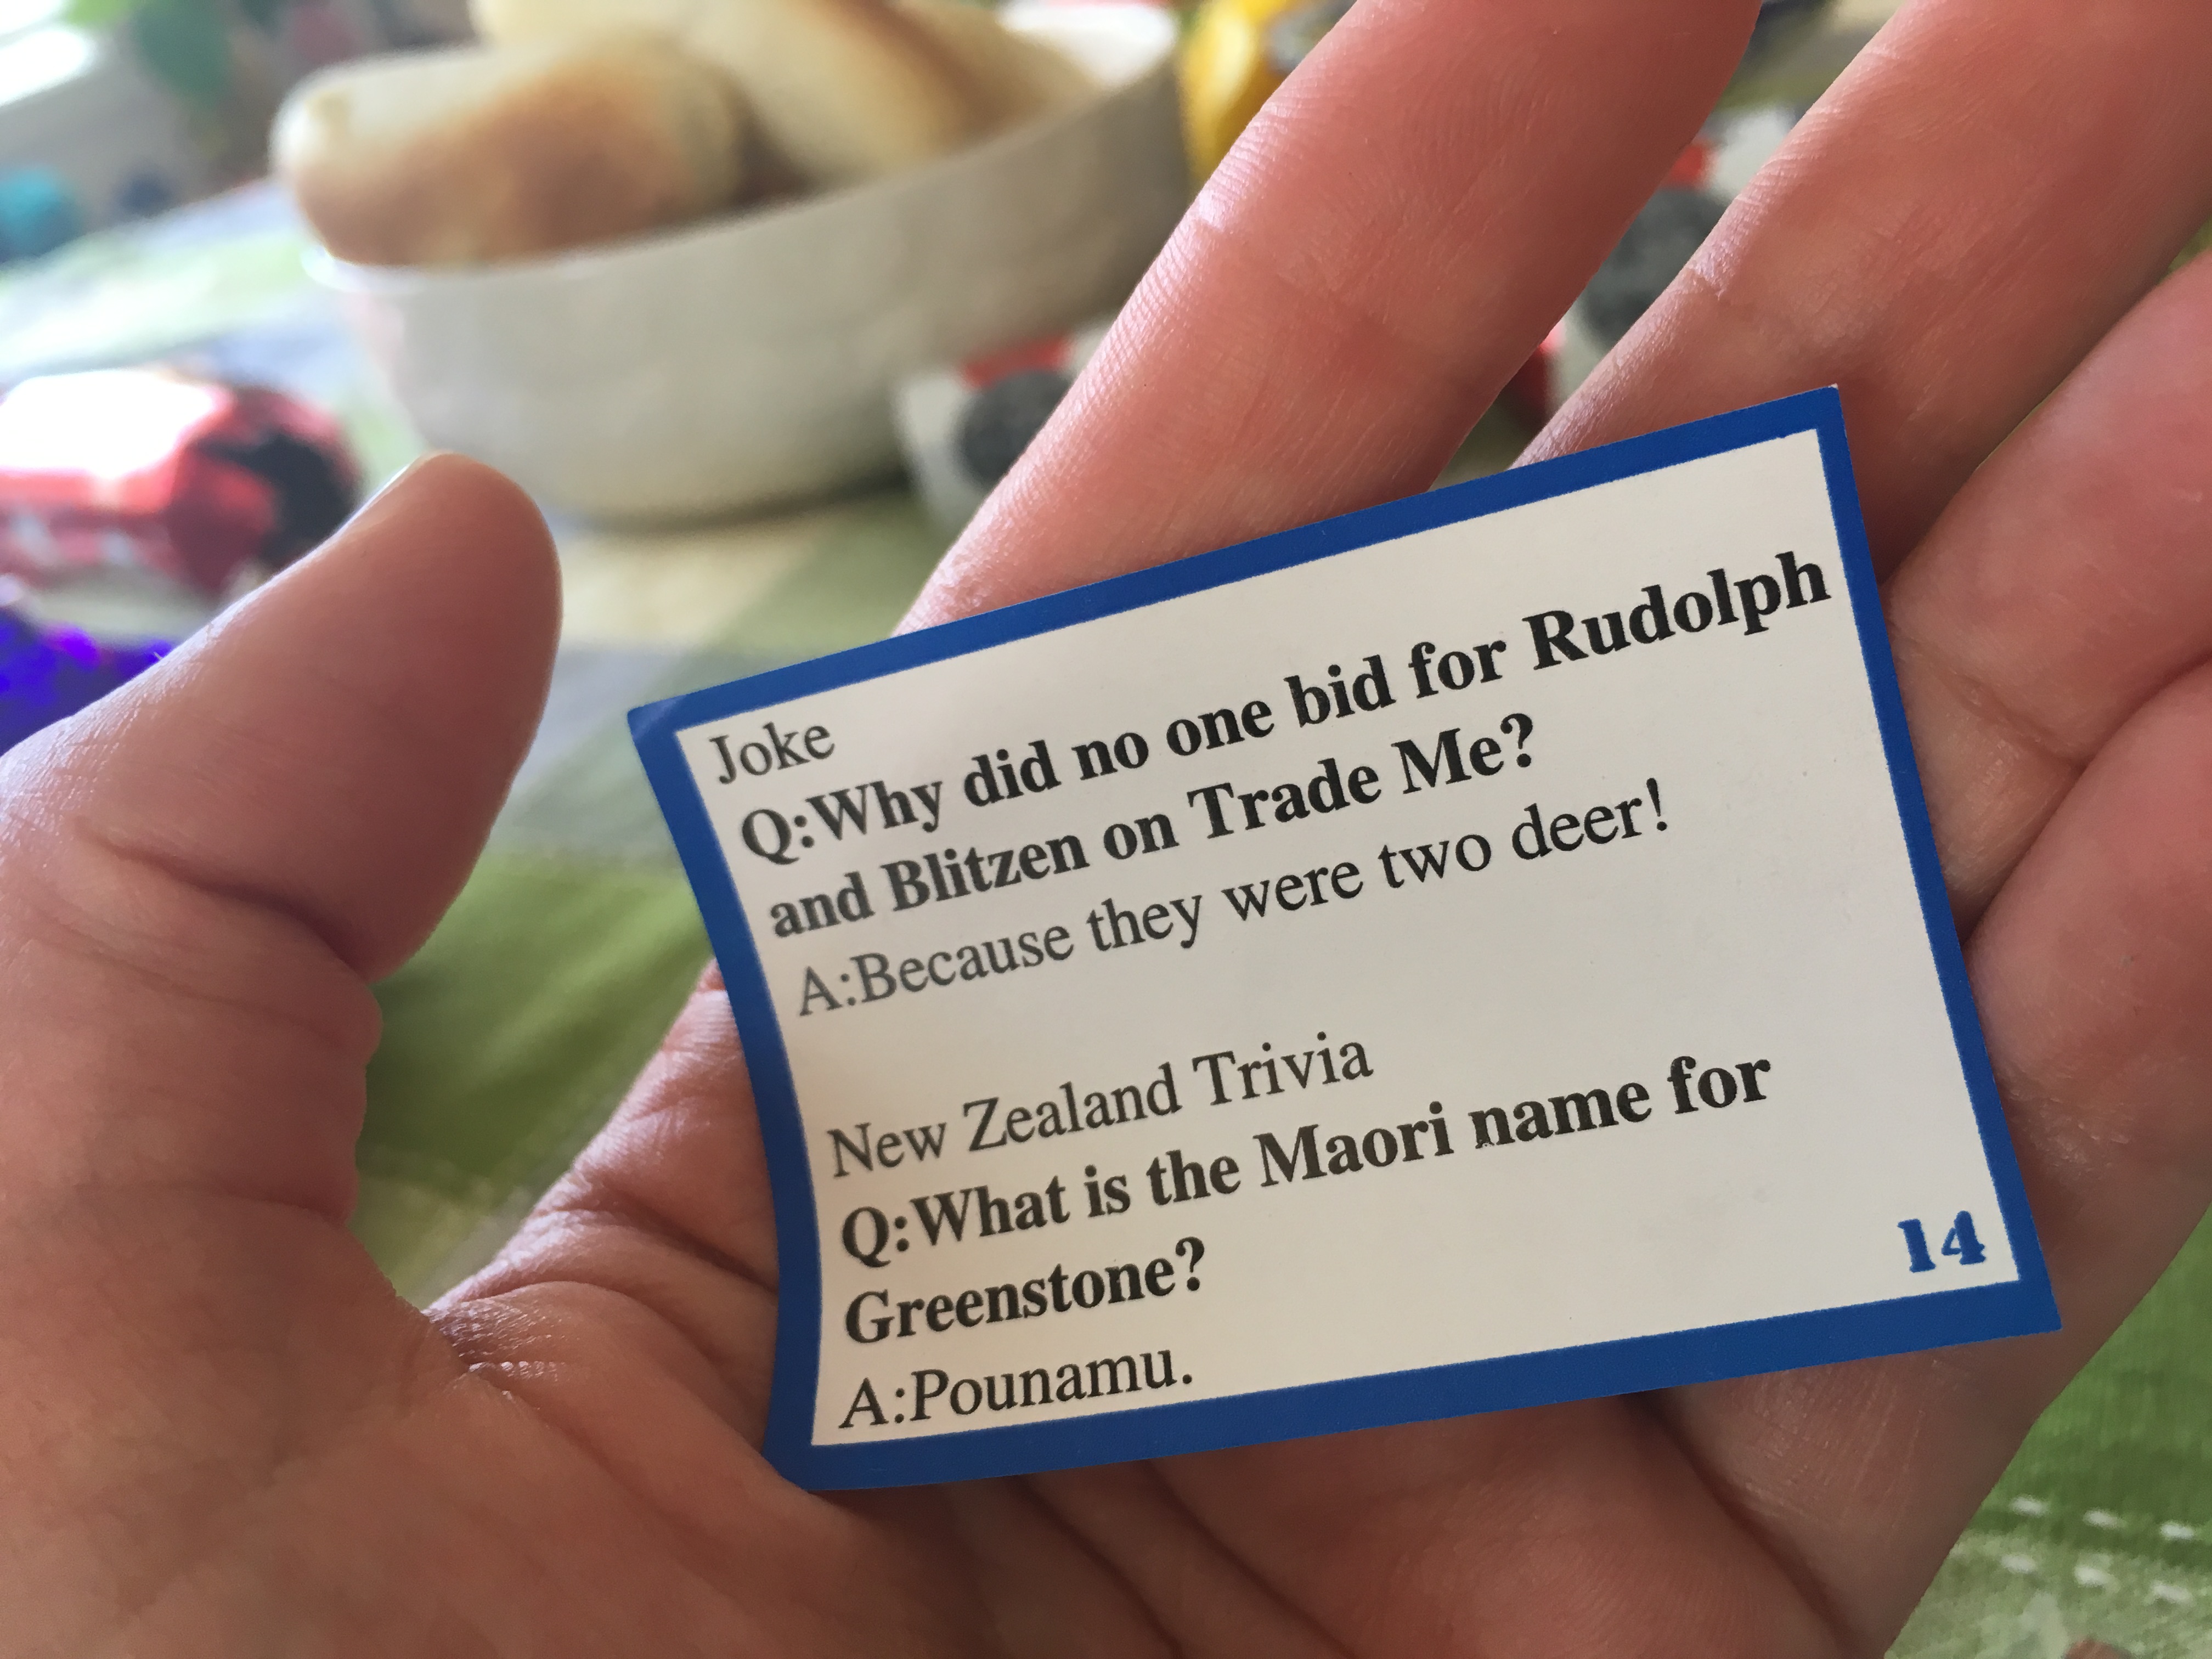 Joke
Q:Why did no one bid for Rudolph
and Blitzen on Trade Me?
A:Because they were two deer!
New Zealand Trivia
Q:What is the Maori name for
Greenstone?
A:Pounamu.
14